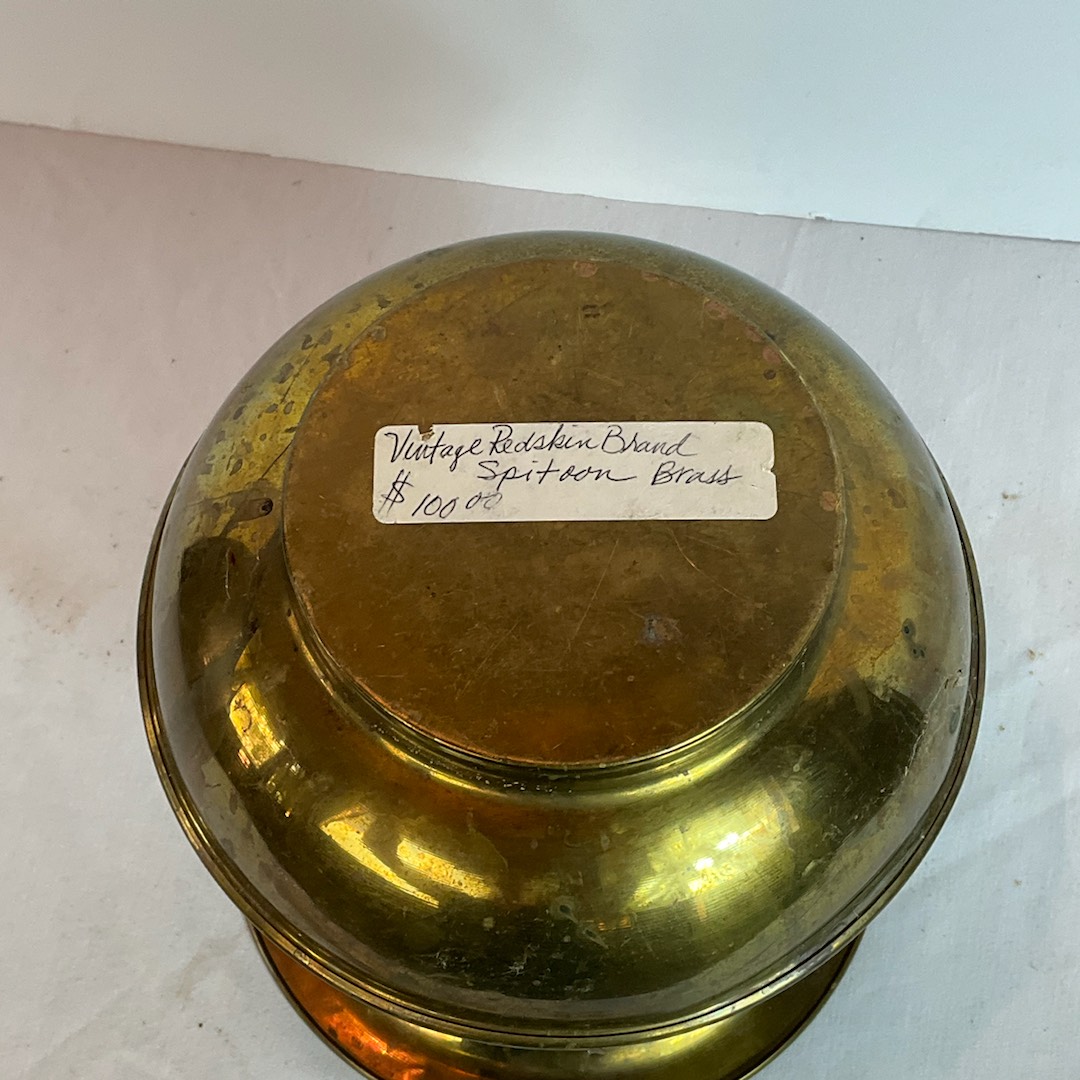 Vintage Redskin Brand
Spitoon Brass
$ 100 00